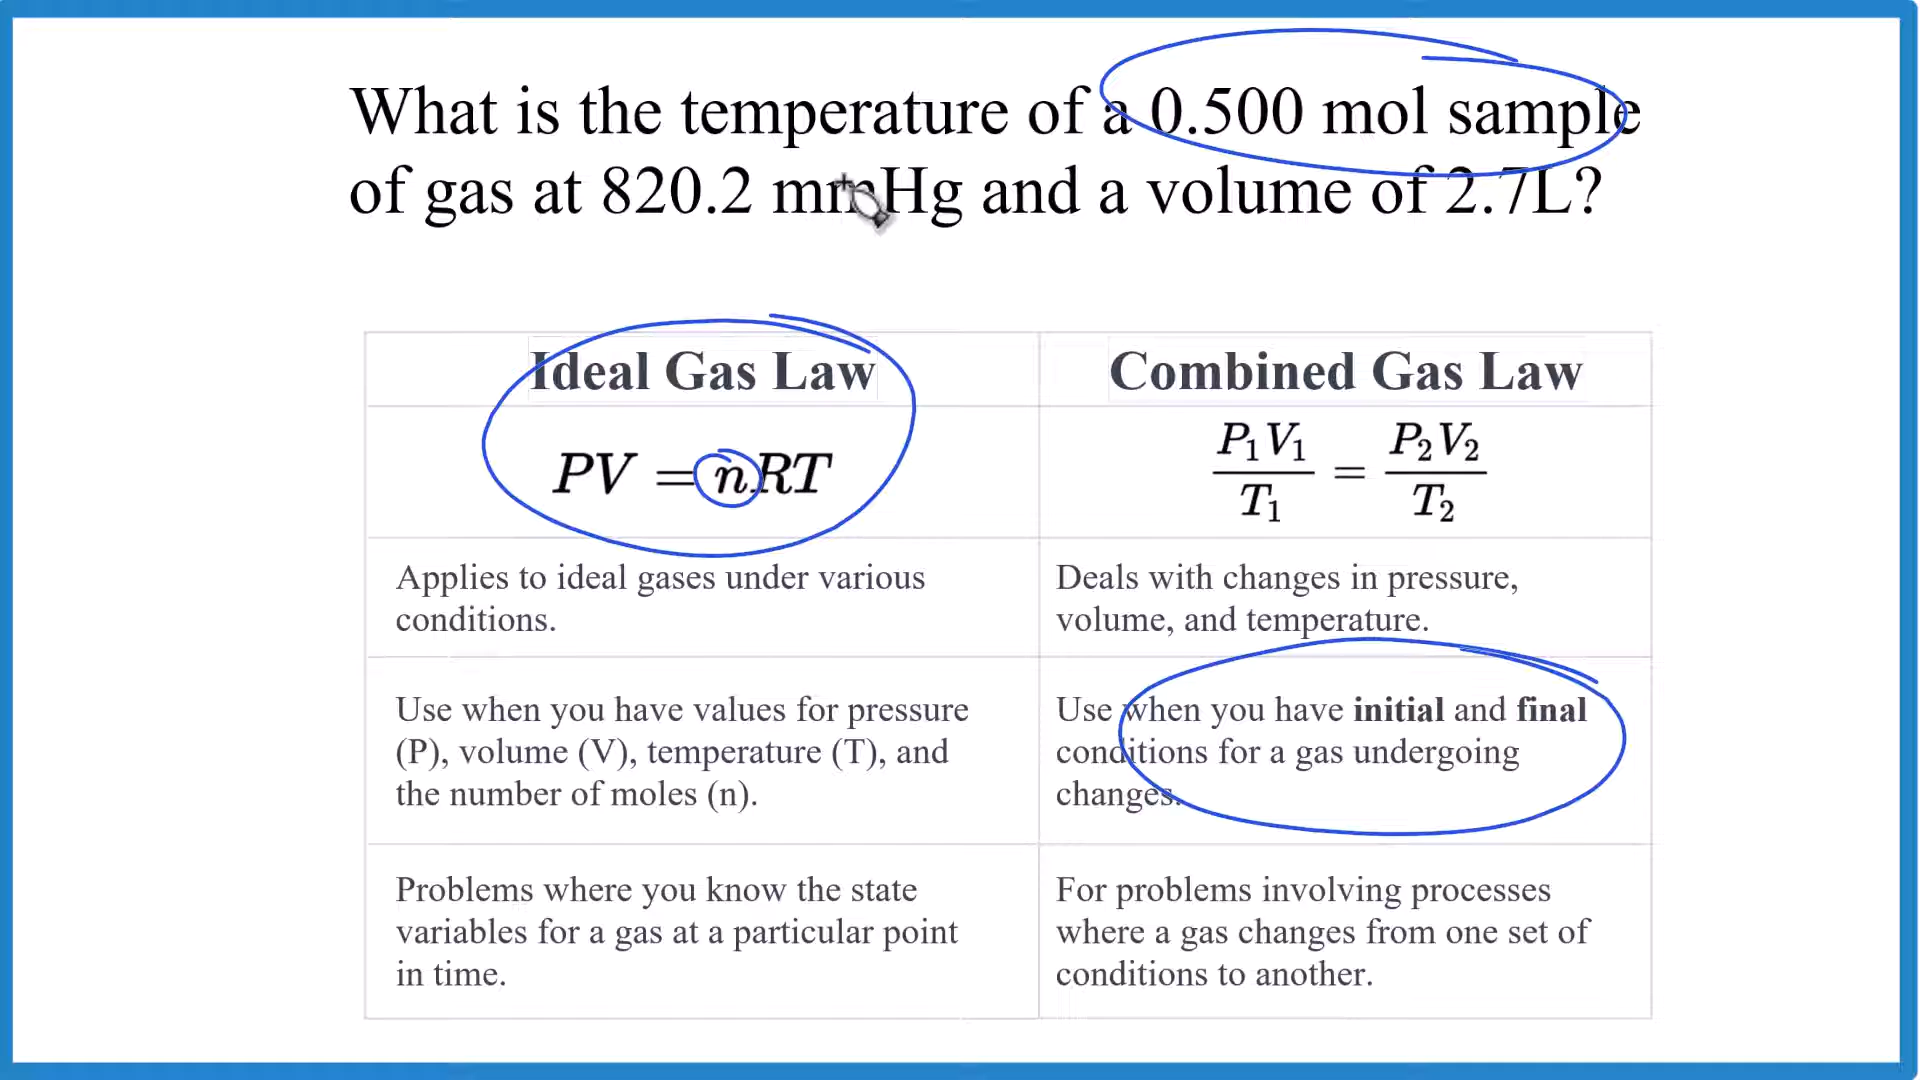 What is the temperature of a 0.500 mol sample
of gas at 820.2 mmHg and a volume of 2.7L?
Ideal Gas Law
Combined Gas Law
PV = nRT
P₁V₁/T₁ = P₂V₂/T₂
Applies to ideal gases under various
conditions.
Deals with changes in pressure,
volume, and temperature.
Use when you have values for pressure
(P), volume (V), temperature (T), and
the number of moles (n).
Use when you have initial and final
conditions for a gas undergoing
changes.
Problems where you know the state
variables for a gas at a particular point
in time.
For problems involving processes
where a gas changes from one set of
conditions to another.